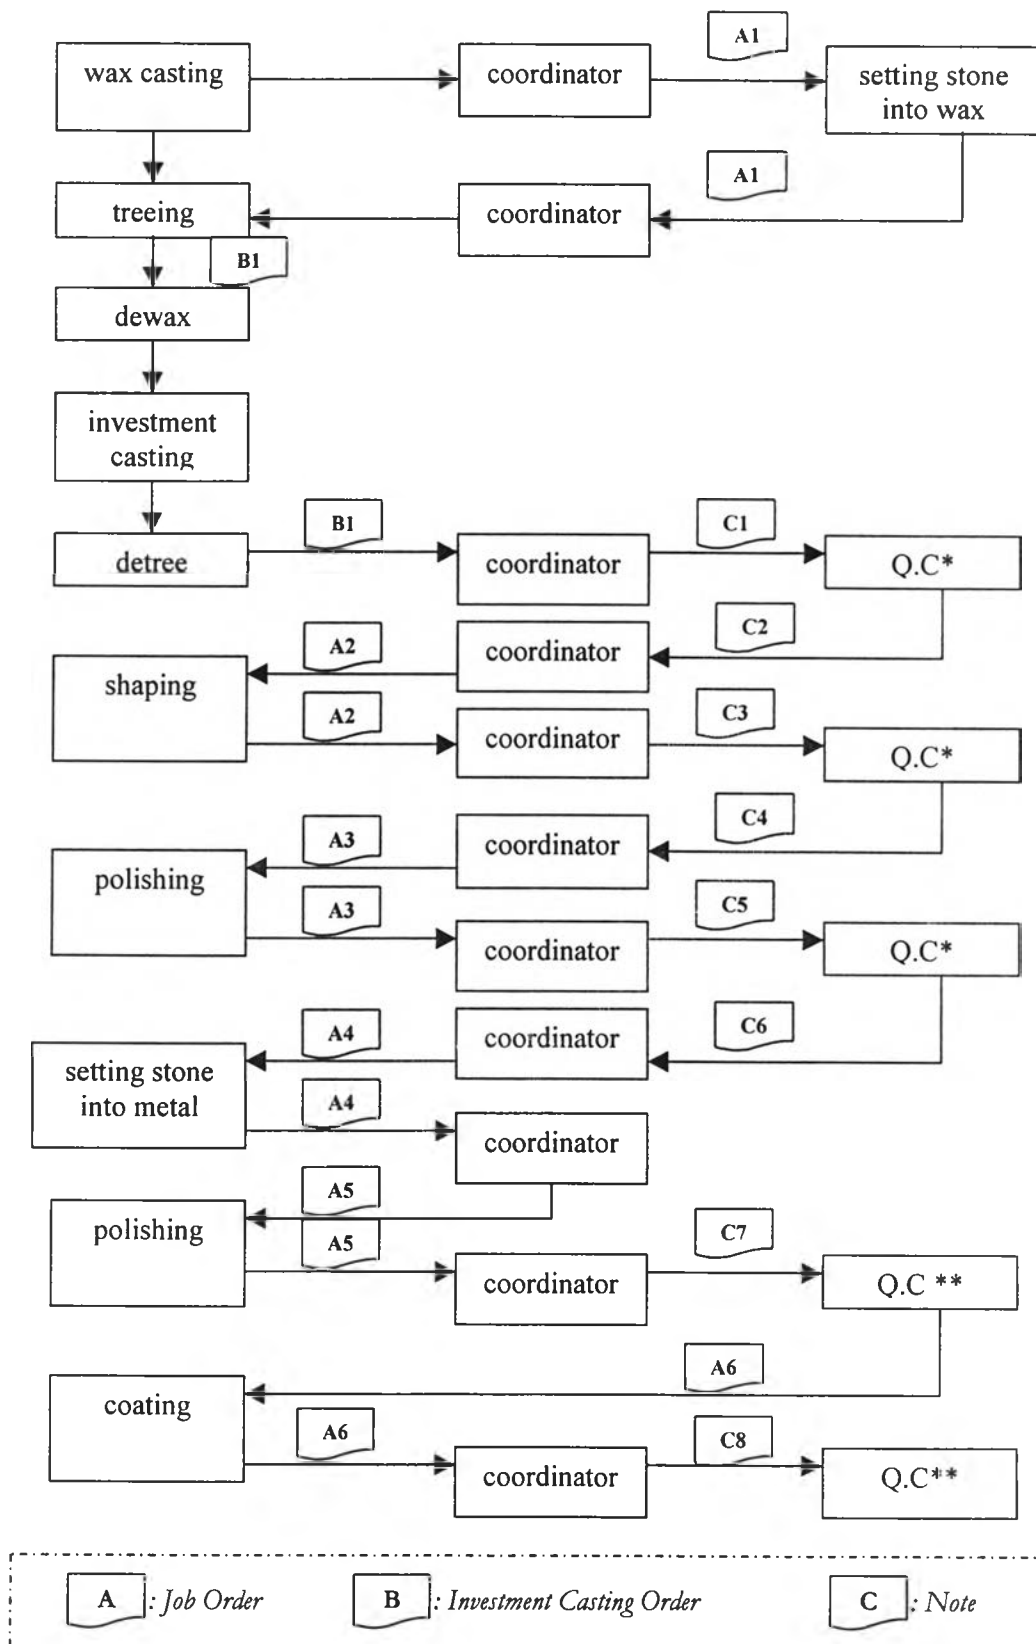 A1
wax casting
coordinator
setting stone
into wax
A1
treeing
coordinator
B1
dewax
investment
casting
B1
C1
detree
coordinator
Q.C*
A2
coordinator
C2
shaping
A2
coordinator
C3
Q.C*
A3
coordinator
C4
polishing
A3
coordinator
C5
Q.C*
A4
coordinator
C6
setting stone
into metal
A4
coordinator
A5
polishing
A5
coordinator
C7
Q.C **
A6
coating
A6
coordinator
C8
Q.C**
A : Job Order
B : Investment Casting Order
C : Note